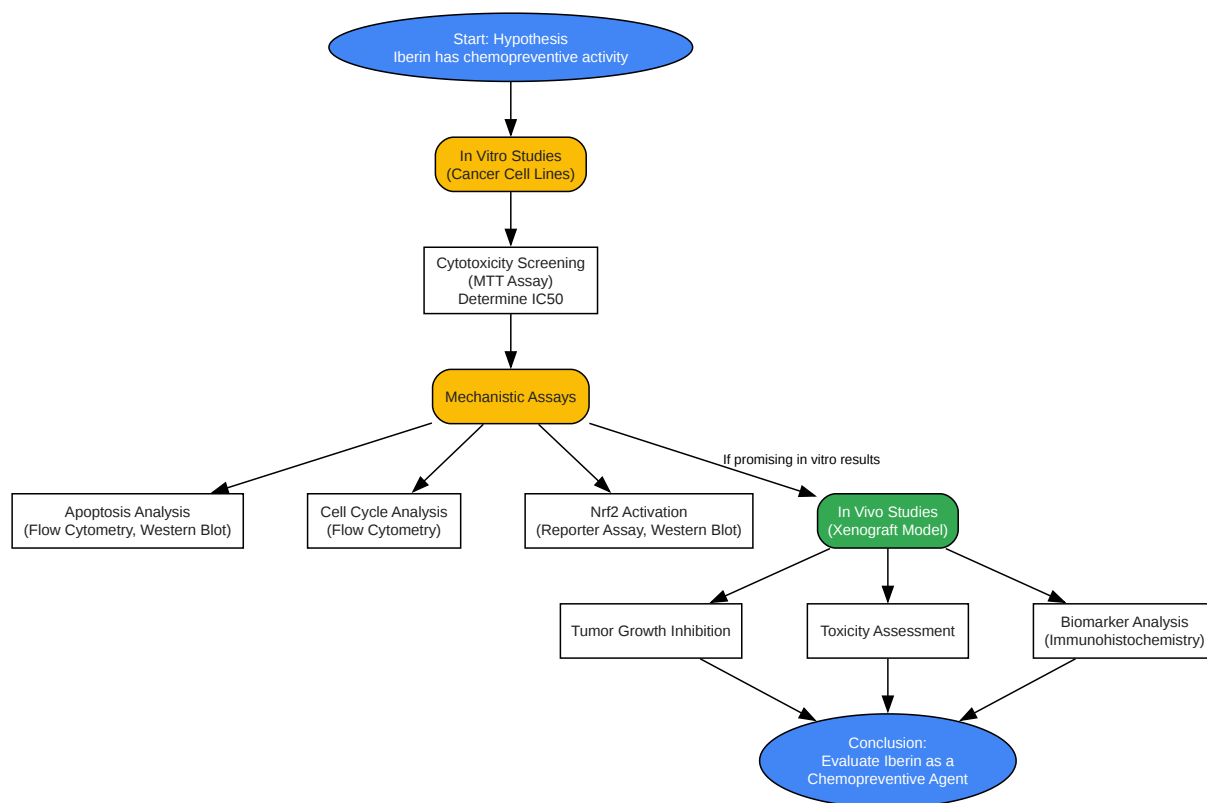 Start: Hypothesis
Iberin has chemopreventive activity
In Vitro Studies
(Cancer Cell Lines)
Cytotoxicity Screening
(MTT Assay)
Determine IC50
Mechanistic Assays
If promising in vitro results
Apoptosis Analysis
(Flow Cytometry, Western Blot)
Cell Cycle Analysis
(Flow Cytometry)
Nrf2 Activation
(Reporter Assay, Western Blot)
In Vivo Studies
(Xenograft Model)
Tumor Growth Inhibition
Toxicity Assessment
Biomarker Analysis
(Immunohistochemistry)
Conclusion:
Evaluate Iberin as a
Chemopreventive Agent